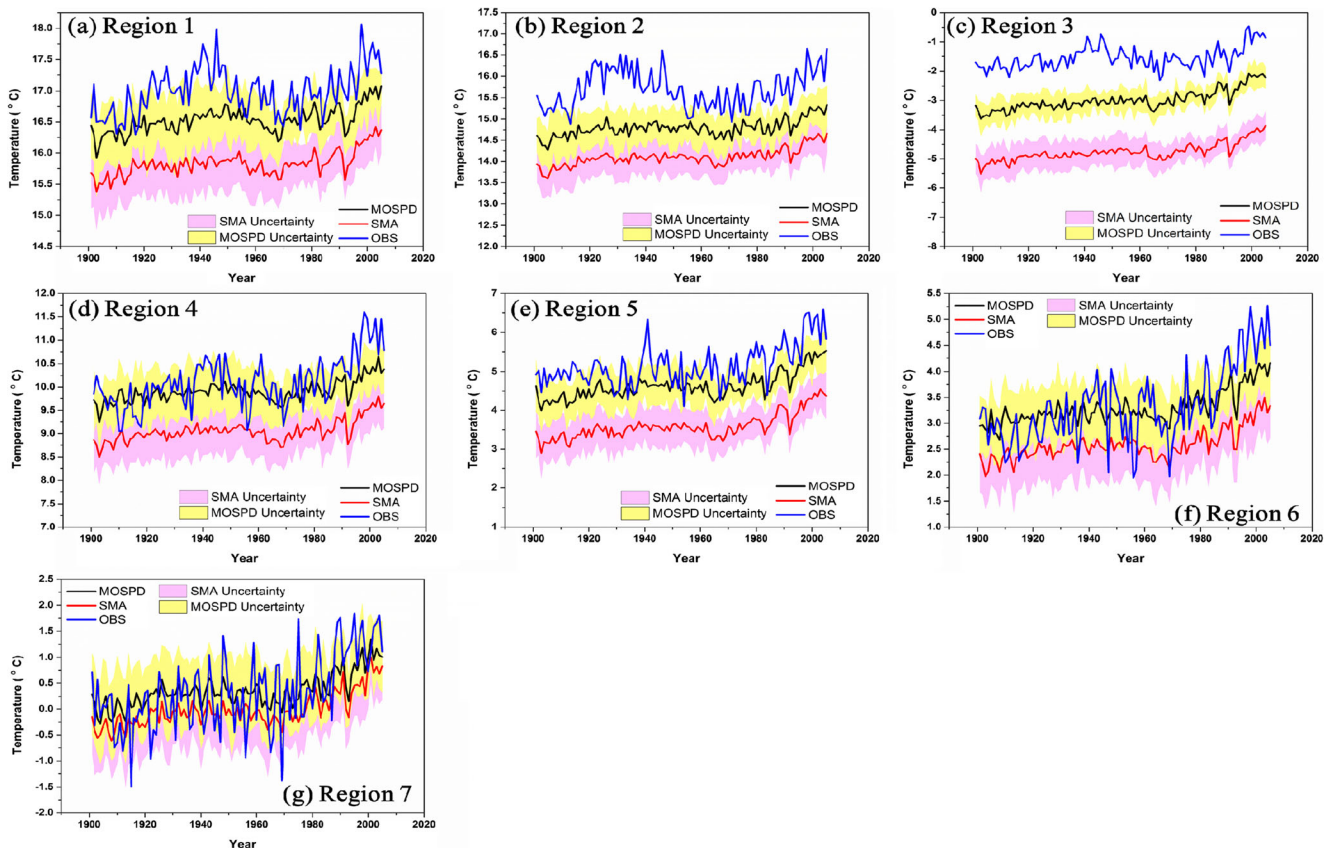 (a) Region 1
Temperature ( ° C)
18.0
17.5
17.0
16.5
16.0
15.5
15.0
14.5
1900
1920
1940
1960
1980
2000
2020
Year
SMA Uncertainty
MOSPD Uncertainty
MOSPD
SMA
OBS
(b) Region 2
Temperature ( ° C)
17.5
17.0
16.5
16.0
15.5
15.0
14.5
14.0
13.5
13.0
12.5
12.0
1900
1920
1940
1960
1980
2000
2020
Year
SMA Uncertainty
MOSPD Uncertainty
MOSPD
SMA
OBS
(c) Region 3
Temperature ( ° C)
0
-1
-2
-3
-4
-5
-6
-7
-8
1900
1920
1940
1960
1980
2000
2020
Year
SMA Uncertainty
MOSPD Uncertainty
MOSPD
SMA
OBS
(d) Region 4
Temperature ( ° C)
12.0
11.5
11.0
10.5
10.0
9.5
9.0
8.5
8.0
7.5
7.0
1900
1920
1940
1960
1980
2000
2020
Year
SMA Uncertainty
MOSPD Uncertainty
MOSPD
SMA
OBS
(e) Region 5
Temperature ( ° C)
7
6
5
4
3
2
1
1900
1920
1940
1960
1980
2000
2020
Year
SMA Uncertainty
MOSPD Uncertainty
MOSPD
SMA
OBS
(f) Region 6
Temperature ( ° C)
5.5
5.0
4.5
4.0
3.5
3.0
2.5
2.0
1.5
1.0
1900
1920
1940
1960
1980
2000
2020
Year
MOSPD
SMA
OBS
SMA Uncertainty
MOSPD Uncertainty
(g) Region 7
Temperature ( ° C)
2.5
2.0
1.5
1.0
0.5
0.0
-0.5
-1.0
-1.5
-2.0
1900
1920
1940
1960
1980
2000
2020
Year
MOSPD
SMA
OBS
SMA Uncertainty
MOSPD Uncertainty